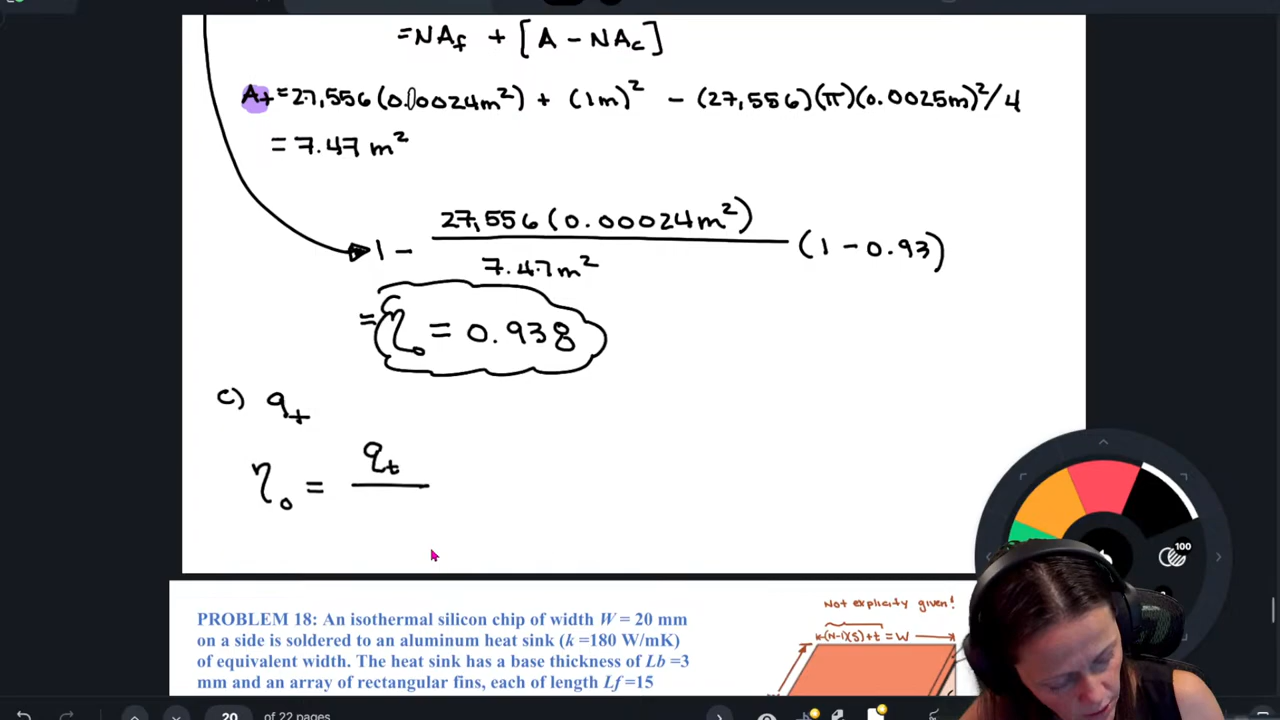 =NAf + [A - NAc]
At = 27,556(0.00024m²) + (1m)² - (27,556)(π)(0.0025m)²/4
= 7.47 m²
1 - 27,556(0.00024m²) / 7.47m² (1 - 0.93)
= η₀ = 0.938
c) qt
η₀ = qt
PROBLEM 18: An isothermal silicon chip of width W = 20 mm
on a side is soldered to an aluminum heat sink (k =180 W/mK)
of equivalent width. The heat sink has a base thickness of Lb =3
mm and an array of rectangular fins, each of length Lf =15
Not explicity given!
(N-1)(S)+t = W
100
20 of 22 pages